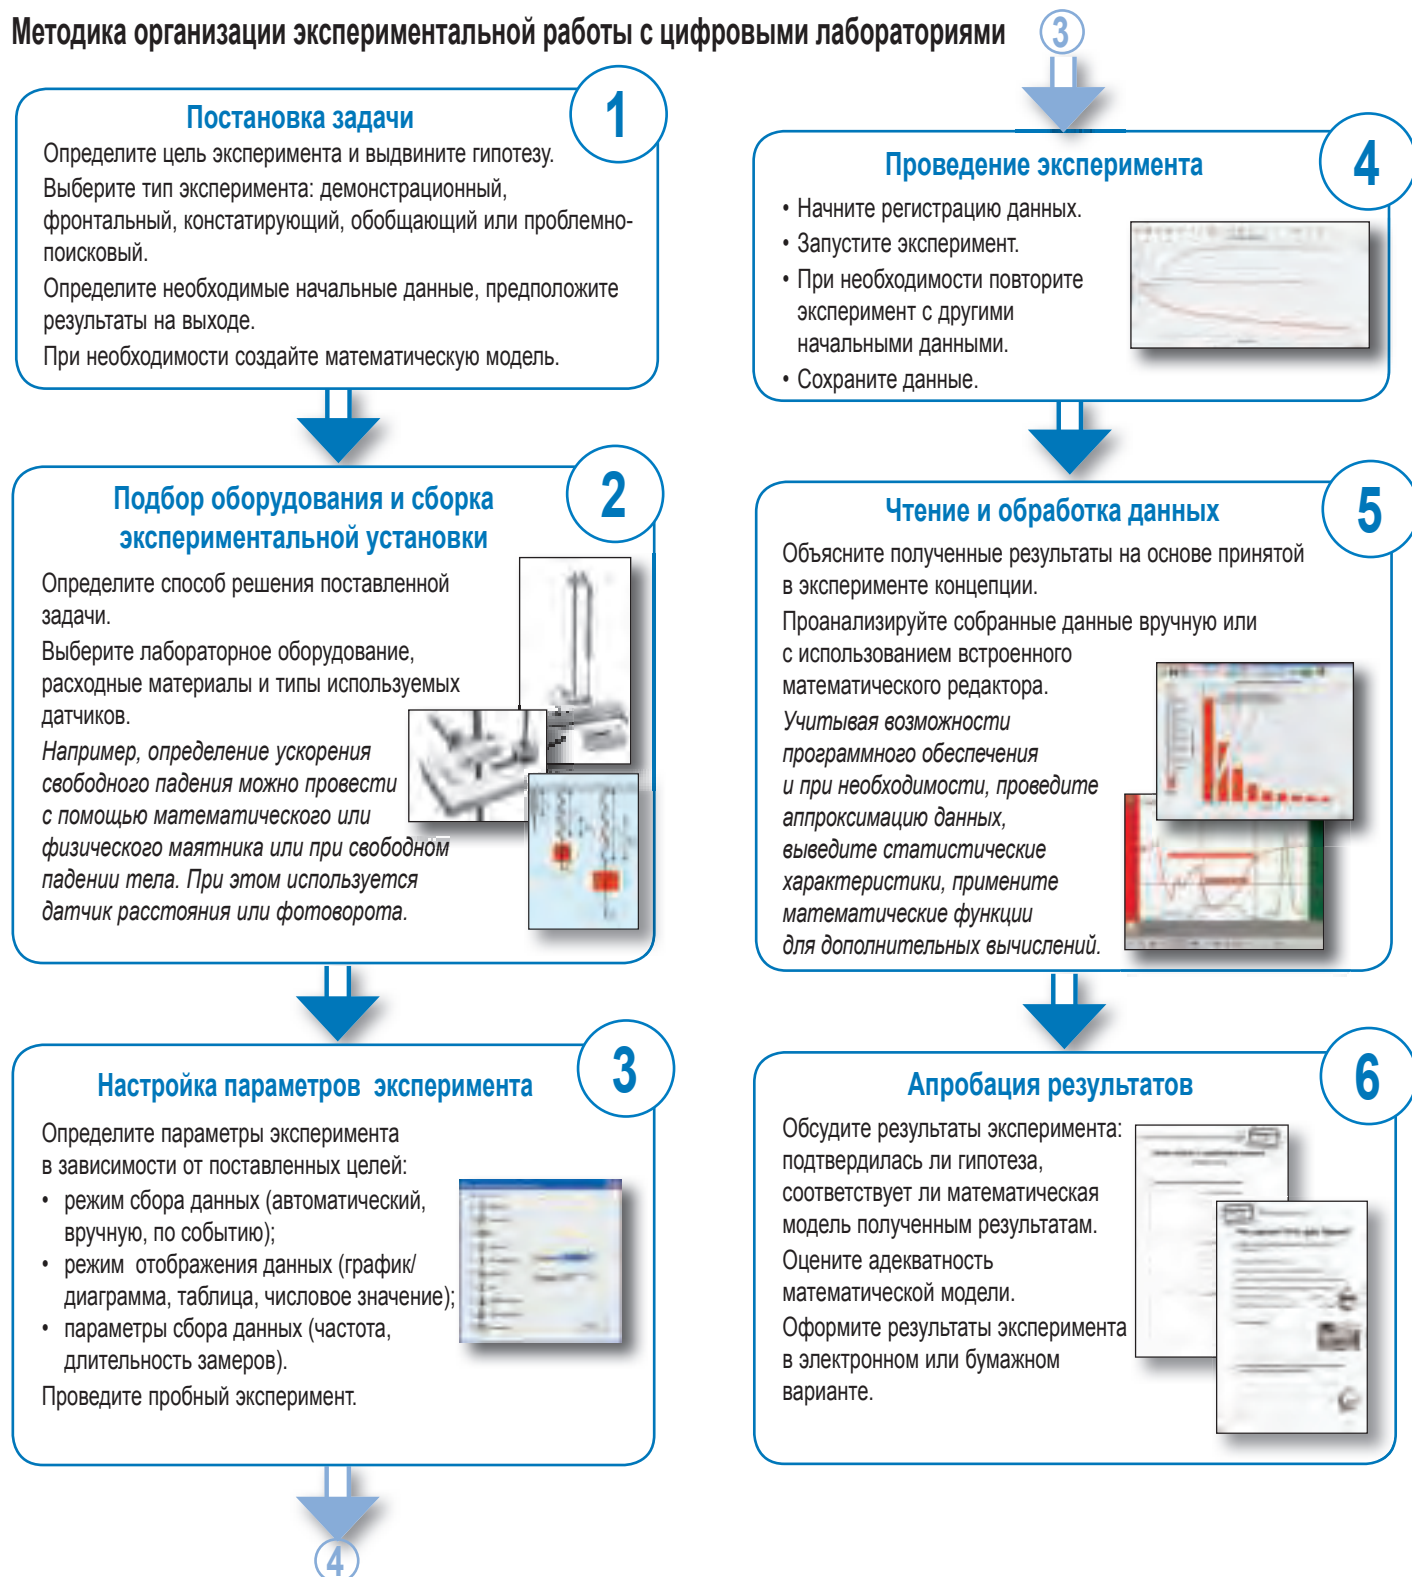 Методика организации экспериментальной работы с цифровыми лабораториями
1
Постановка задачи
Определите цель эксперимента и выдвините гипотезу.
Выберите тип эксперимента: демонстрационный,
фронтальный, констатирующий, обобщающий или проблемно-
поисковый.
Определите необходимые начальные данные, предположите
результаты на выходе.
При необходимости создайте математическую модель.
2
Подбор оборудования и сборка
экспериментальной установки
Определите способ решения поставленной
задачи.
Выберите лабораторное оборудование,
расходные материалы и типы используемых
датчиков.
Например, определение ускорения
свободного падения можно провести
с помощью математического или
физического маятника или при свободном
падении тела. При этом используется
датчик расстояния или фотоворота.
3
Настройка параметров эксперимента
Определите параметры эксперимента
в зависимости от поставленных целей:
• режим сбора данных (автоматический,
вручную, по событию);
• режим отображения данных (график/
диаграмма, таблица, числовое значение);
• параметры сбора данных (частота,
длительность замеров).
Проведите пробный эксперимент.
4
3
4
Проведение эксперимента
• Начните регистрацию данных.
• Запустите эксперимент.
• При необходимости повторите
эксперимент с другими
начальными данными.
• Сохраните данные.
5
Чтение и обработка данных
Объясните полученные результаты на основе принятой
в эксперименте концепции.
Проанализируйте собранные данные вручную или
с использованием встроенного
математического редактора.
Учитывая возможности
программного обеспечения
и при необходимости, проведите
аппроксимацию данных,
выведите статистические
характеристики, примените
математические функции
для дополнительных вычислений.
6
Апробация результатов
Обсудите результаты эксперимента:
подтвердилась ли гипотеза,
соответствует ли математическая
модель полученным результатам.
Оцените адекватность
математической модели.
Оформите результаты эксперимента
в электронном или бумажном
варианте.